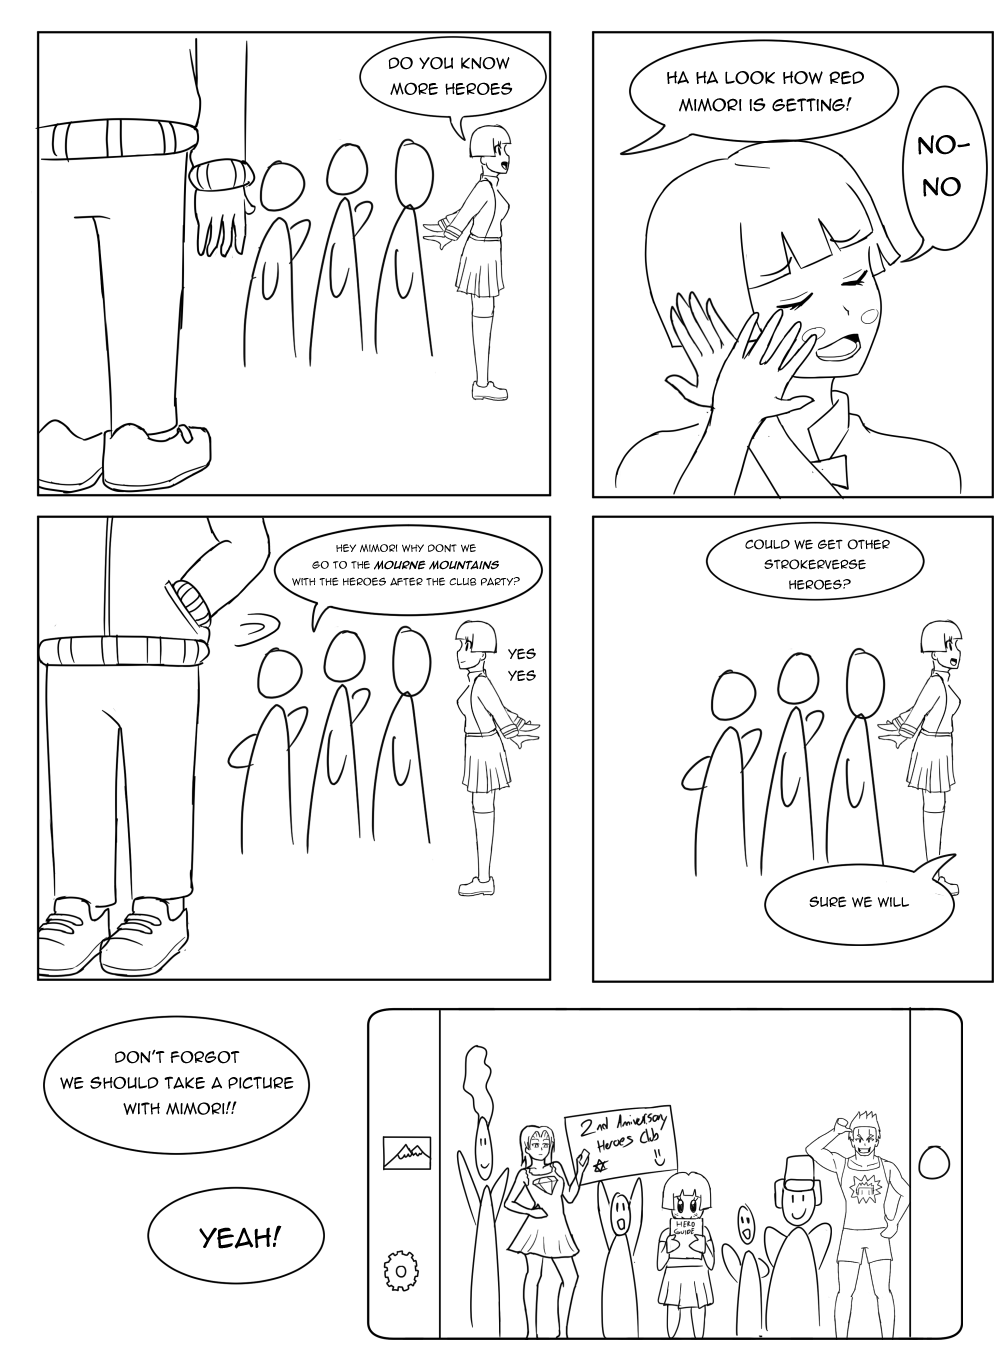 DO YOU KNOW
MORE HEROES
HA HA LOOK HOW RED
MIMORI IS GETTING!
NO-
NO
HEY MIMORI WHY DONT WE
GO TO THE MOURNE MOUNTAINS
WITH THE HEROES AFTER THE CLUB PARTY?
YES
YES
COULD WE GET OTHER
STROKERVERSE
HEROES?
SURE WE WILL
DON'T FORGOT
WE SHOULD TAKE A PICTURE
WITH MIMORI!!
YEAH!
2nd Aniversary
Heroes Club
HERO
GUIDE